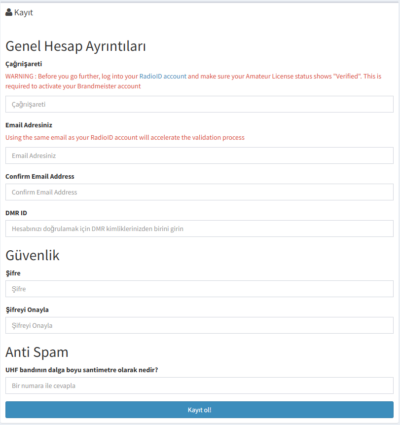 Kayıt
Genel Hesap Ayrıntıları
Çağrıİşareti
WARNING : Before you go further, log into your RadioID account and make sure your Amateur License status shows "Verified". This is
required to activate your Brandmeister account
Çağrıİşareti
Email Adresiniz
Using the same email as your RadioID account will accelerate the validation process
Email Adresiniz
Confirm Email Address
Confirm Email Address
DMR ID
Hesabınızı doğrulamak için DMR kimliklerinizden birini girin
Güvenlik
Şifre
Şifre
Şifreyi Onayla
Şifreyi Onayla
Anti Spam
UHF bandının dalga boyu santimetre olarak nedir?
Bir numara ile cevapla
Kayıt ol!